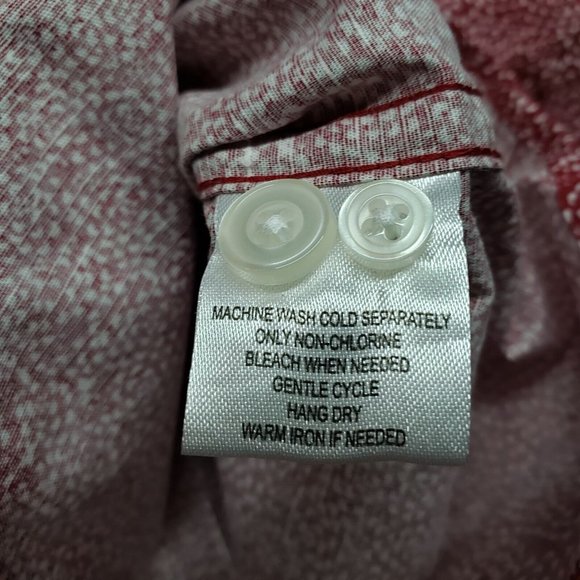 MACHINE WASH COLD SEPARATELY
ONLY NON-CHLORINE
BLEACH WHEN NEEDED
GENTLE CYCLE
HANG DRY
WARM IRON IF NEEDED